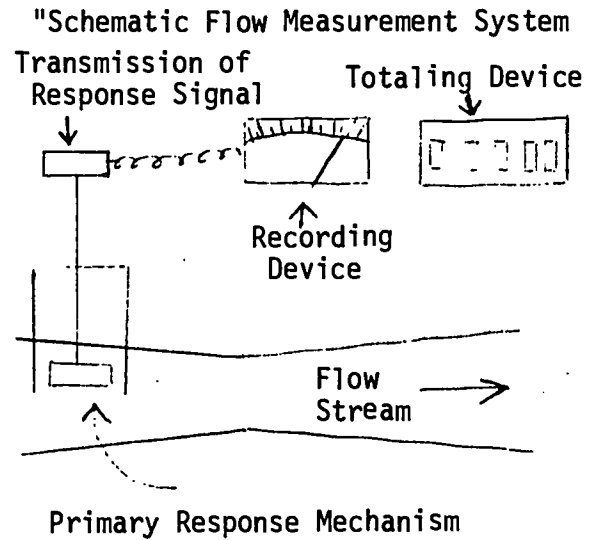 "Schematic Flow Measurement System
Transmission of
Response Signal
Totaling Device
Recording
Device
Flow
Stream
Primary Response Mechanism